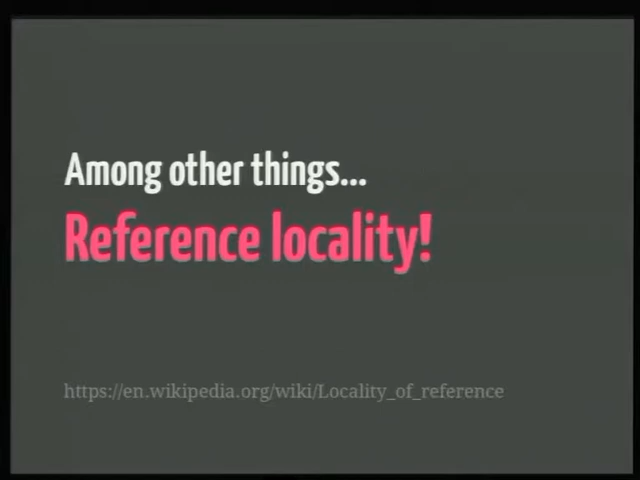 Among other things...
Reference locality!
https://en.wikipedia.org/wiki/Locality_of_reference